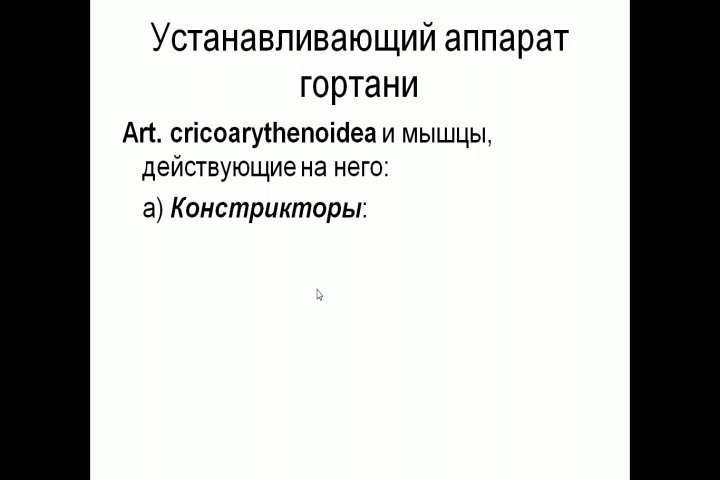 Устанавливающий аппарат
гортани
Art. cricoarythenoidea и мышцы,
действующие на него:
а) Констрикторы: